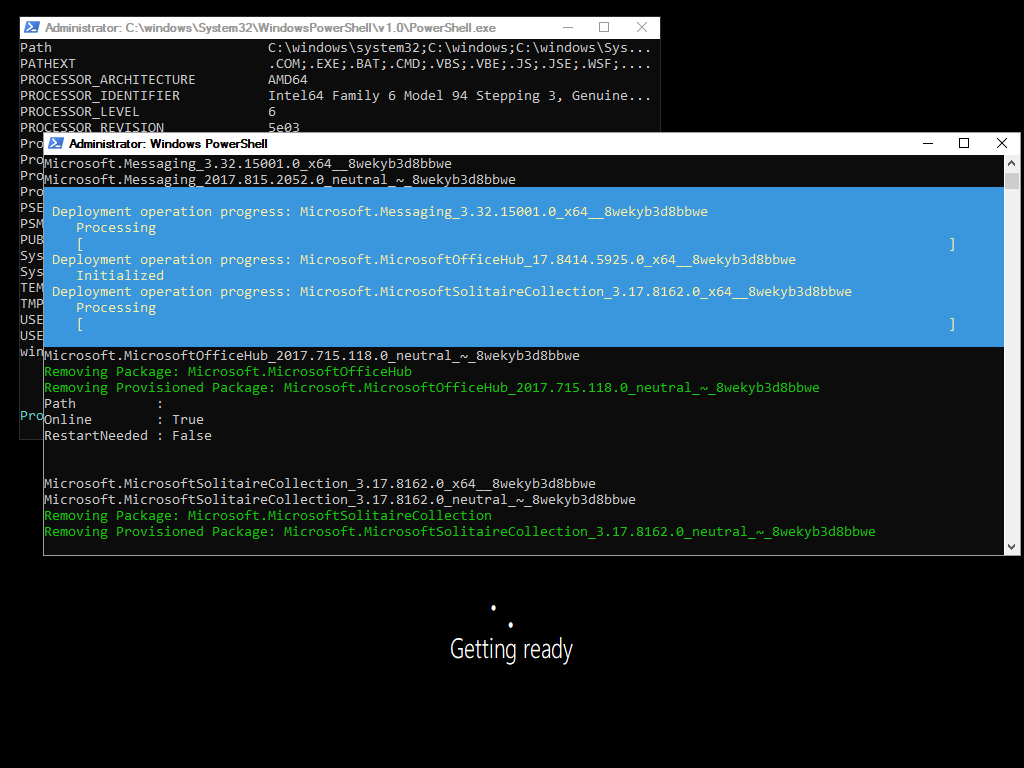 Administrator: C:\windows\System32\WindowsPowerShell\v1.0\PowerShell.exe
Path C:\windows\system32;C:\windows;C:\windows\Sys...
PATHEXT .COM;.EXE;.BAT;.CMD;.VBS;.VBE;.JS;.JSE;.WSF;....
PROCESSOR_ARCHITECTURE AMD64
PROCESSOR_IDENTIFIER Intel64 Family 6 Model 94 Stepping 3, Genuine...
PROCESSOR_LEVEL 6
PROCESSOR_REVISION 5e03
Pro
Pro
Pro
Pro
PSE
PSM
PUB
Sys
Sys
TEM
TMP
USE
USE
win
Pro
Administrator: Windows PowerShell
Microsoft.Messaging_3.32.15001.0_x64__8wekyb3d8bbwe
Microsoft.Messaging_2017.815.2052.0_neutral_~_8wekyb3d8bbwe
Deployment operation progress: Microsoft.Messaging_3.32.15001.0_x64__8wekyb3d8bbwe
Processing
[ ]
Deployment operation progress: Microsoft.MicrosoftOfficeHub_17.8414.5925.0_x64__8wekyb3d8bbwe
Initialized
Deployment operation progress: Microsoft.MicrosoftSolitaireCollection_3.17.8162.0_x64__8wekyb3d8bbwe
Processing
[ ]
Microsoft.MicrosoftOfficeHub_2017.715.118.0_neutral_~_8wekyb3d8bbwe
Removing Package: Microsoft.MicrosoftOfficeHub
Removing Provisioned Package: Microsoft.MicrosoftOfficeHub_2017.715.118.0_neutral_~_8wekyb3d8bbwe
Path :
Online : True
RestartNeeded : False
Microsoft.MicrosoftSolitaireCollection_3.17.8162.0_x64__8wekyb3d8bbwe
Microsoft.MicrosoftSolitaireCollection_3.17.8162.0_neutral_~_8wekyb3d8bbwe
Removing Package: Microsoft.MicrosoftSolitaireCollection
Removing Provisioned Package: Microsoft.MicrosoftSolitaireCollection_3.17.8162.0_neutral_~_8wekyb3d8bbwe
Getting ready